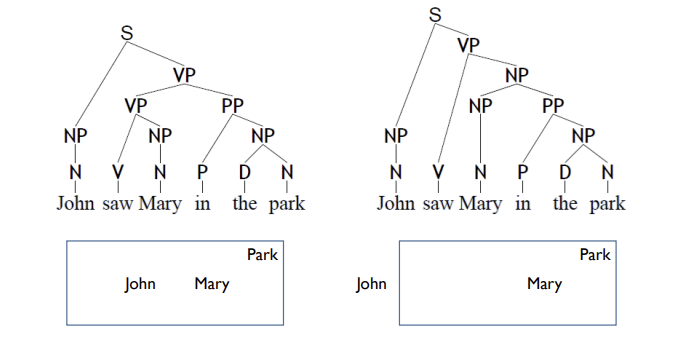 S
VP
VP PP
NP NP NP
N V N P D N
John saw Mary in the park
Park
John Mary
S
VP
NP
NP PP
NP NP
N V N P D N
John saw Mary in the park
Park
John Mary